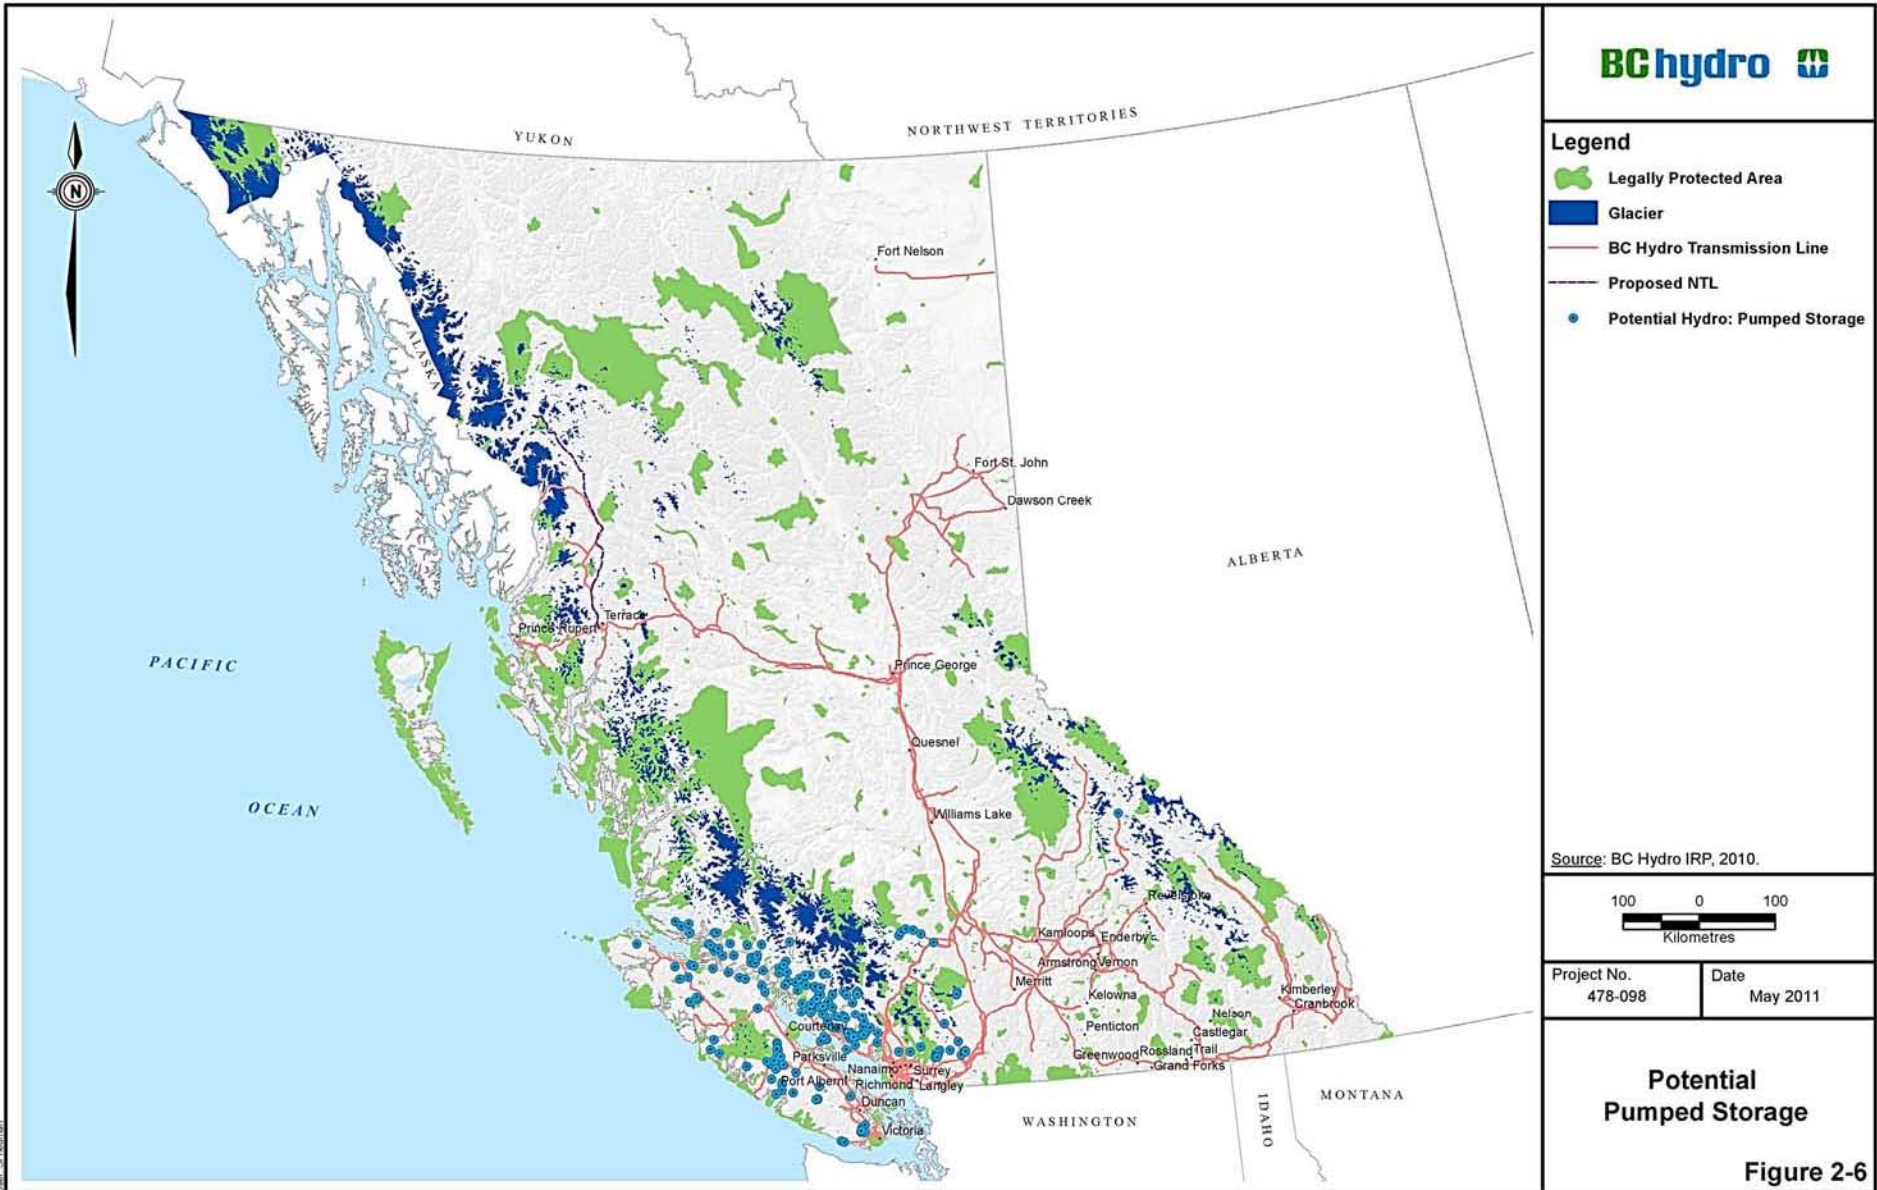 YUKON
NORTHWEST TERRITORIES
N
ALASKA
Fort Nelson
Fort St. John
Dawson Creek
ALBERTA
Terrace
Prince Rupert
Prince George
PACIFIC
OCEAN
Quesnel
Williams Lake
Revelstoke
Kamloops
Enderby
Armstrong
Vernon
Merritt
Kelowna
Kimberley
Cranbrook
Nelson
Penticton
Castlegar
Greenwood
Rossland
Trail
Grand Forks
Courtenay
Parksville
Nanaimo
Surrey
Port Alberni
Richmond
Langley
Duncan
Victoria
WASHINGTON
IDAHO
MONTANA
BC hydro
Legend
Legally Protected Area
Glacier
BC Hydro Transmission Line
Proposed NTL
Potential Hydro: Pumped Storage
Source: BC Hydro IRP, 2010.
100 0 100
Kilometres
Project No.
478-098
Date
May 2011
Potential
Pumped Storage
Figure 2-6